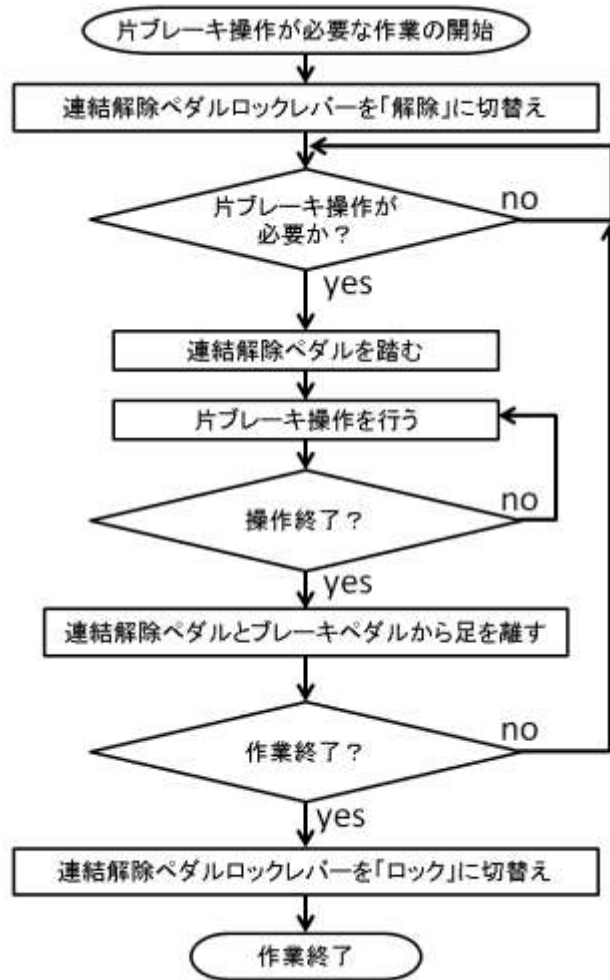 片ブレーキ操作が必要な作業の開始
連結解除ペダルロックレバーを「解除」に切替え
片ブレーキ操作が
必要か？
no
yes
連結解除ペダルを踏む
片ブレーキ操作を行う
操作終了？
no
yes
連結解除ペダルとブレーキペダルから足を離す
作業終了？
no
yes
連結解除ペダルロックレバーを「ロック」に切替え
作業終了